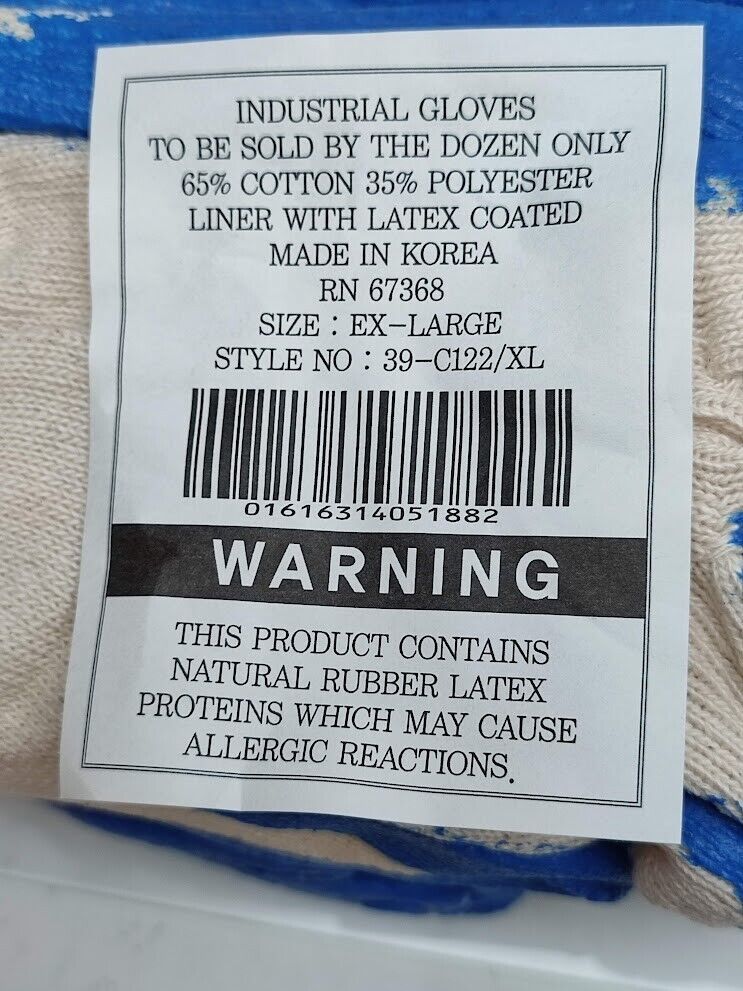 INDUSTRIAL GLOVES
TO BE SOLD BY THE DOZEN ONLY
65% COTTON 35% POLYESTER
LINER WITH LATEX COATED
MADE IN KOREA
RN 67368
SIZE : EX-LARGE
STYLE NO : 39-C122/XL
01616314051882
WARNING
THIS PRODUCT CONTAINS
NATURAL RUBBER LATEX
PROTEINS WHICH MAY CAUSE
ALLERGIC REACTIONS.